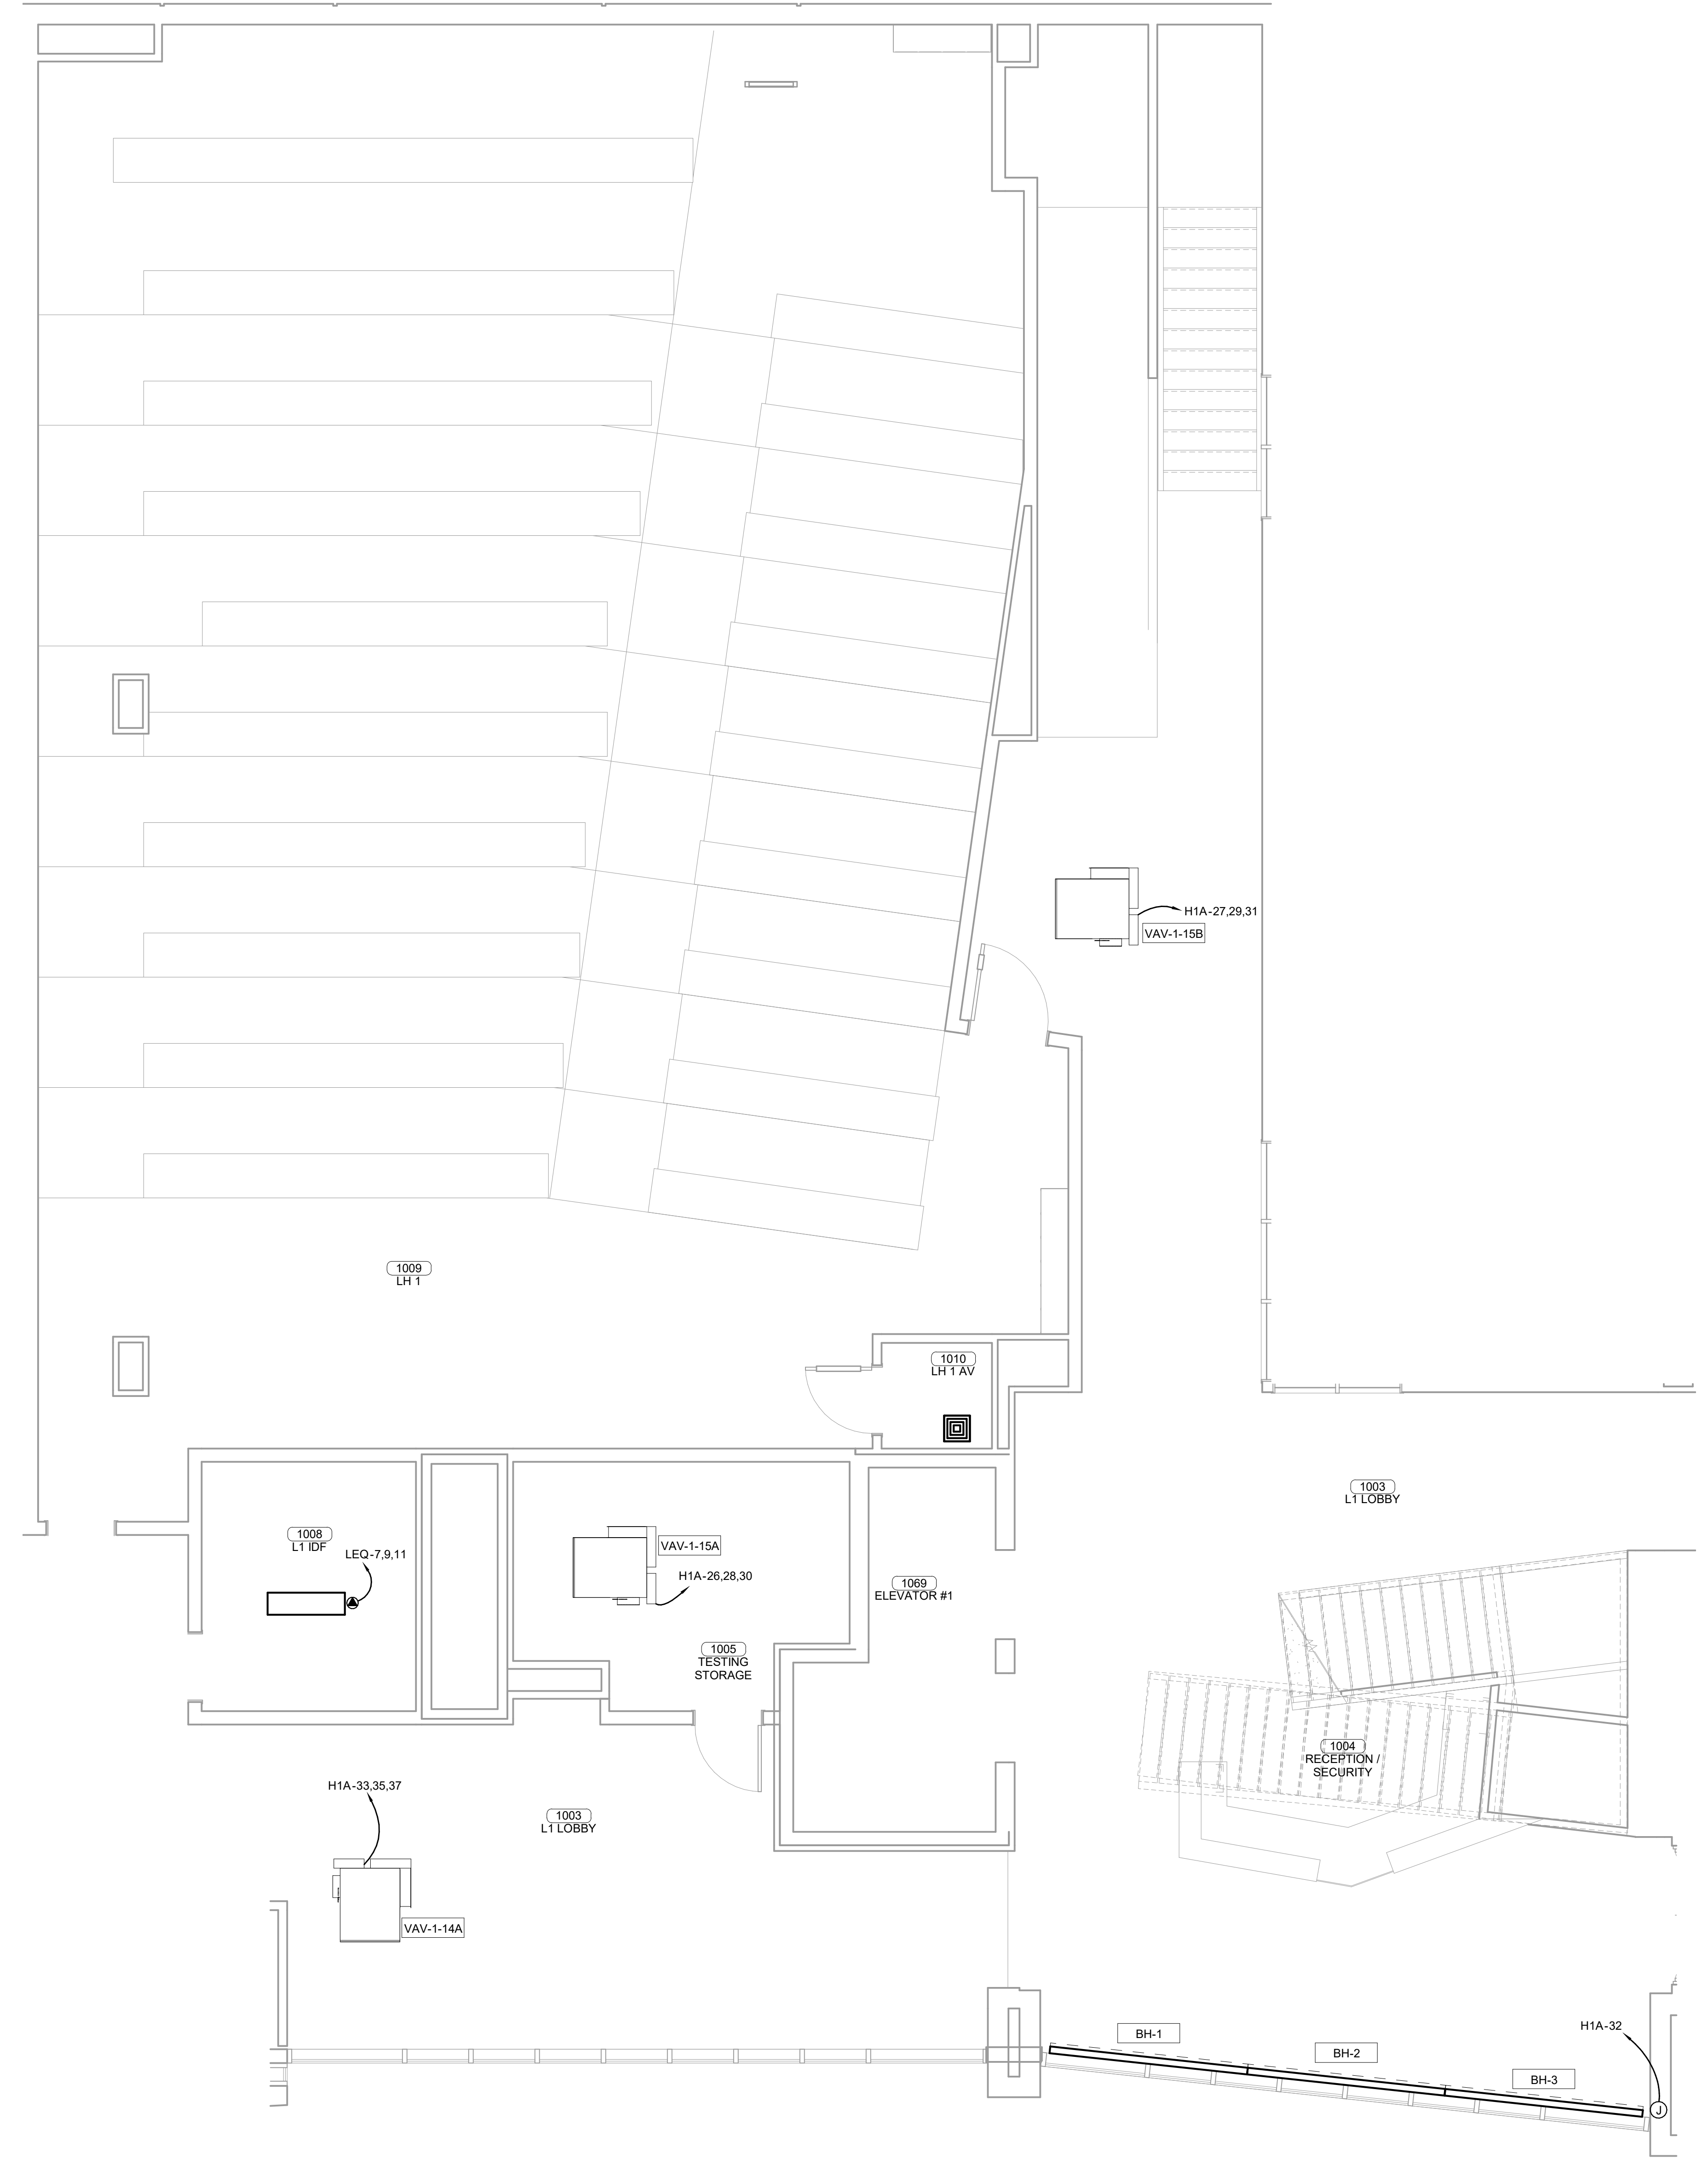 H1A-27,29,31
VAV-1-15B
1009
LH 1
1010
LH 1 AV
1003
L1 LOBBY
1008
L1 IDF
LEQ-7,9,11
VAV-1-15A
H1A-26,28,30
1069
ELEVATOR #1
1005
TESTING
STORAGE
1004
RECEPTION /
SECURITY
H1A-33,35,37
1003
L1 LOBBY
VAV-1-14A
H1A-32
BH-1
BH-2
BH-3
J